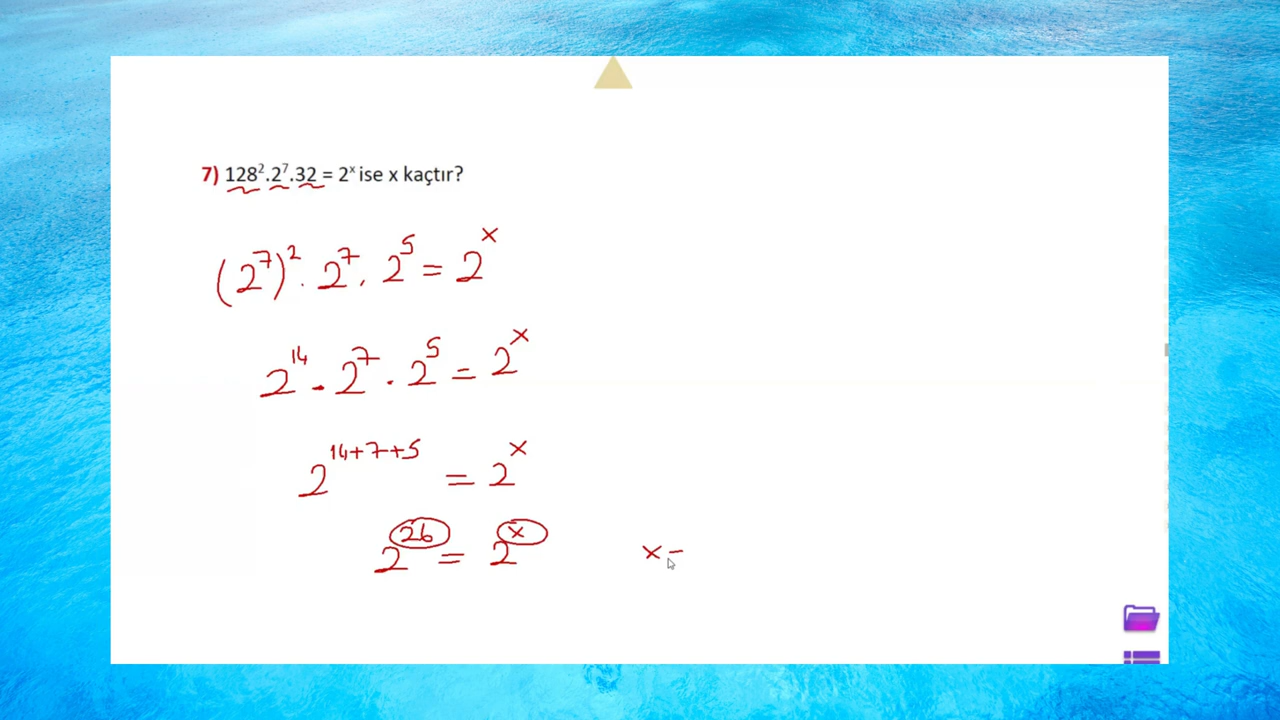 7) 128².2⁷.32 = 2ˣ ise x kaçtır?
(2⁷)² . 2⁷ . 2⁵ = 2ˣ
2¹⁴ . 2⁷ . 2⁵ = 2ˣ
2¹⁴⁺⁷⁺⁵ = 2ˣ
2²⁶ = 2ˣ x -